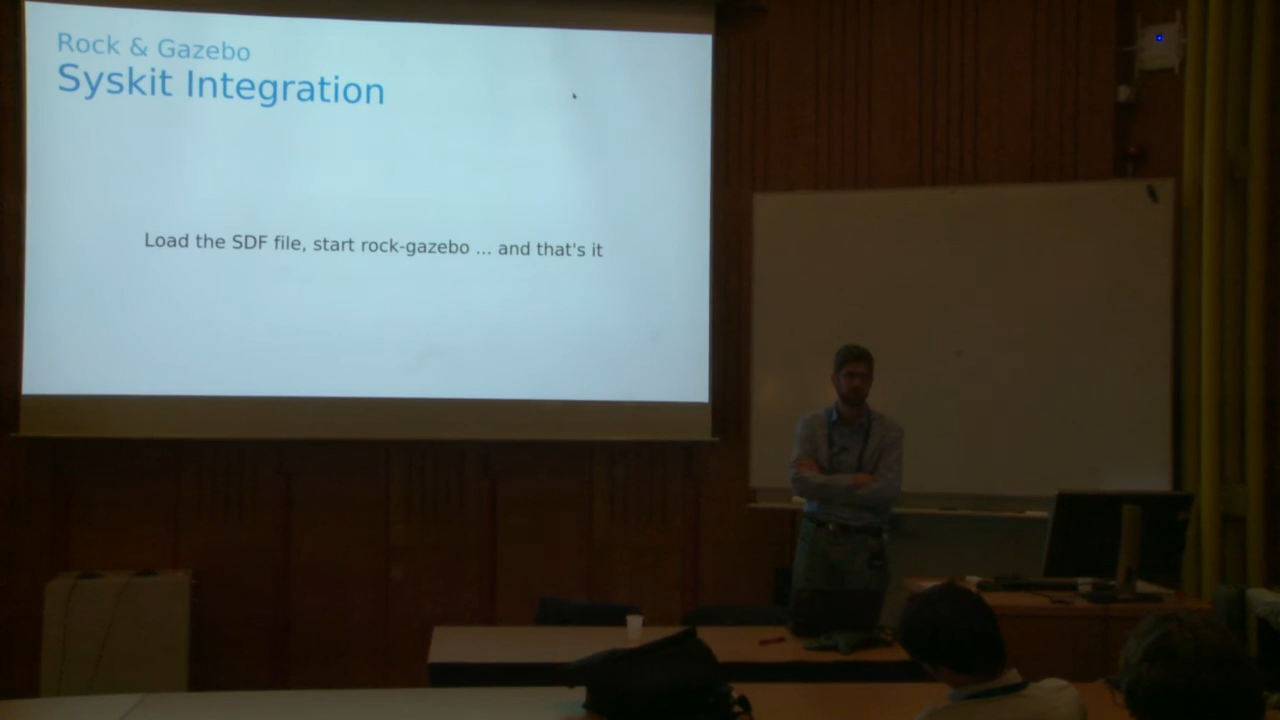 Rock & Gazebo
Syskit Integration
Load the SDF file, start rock-gazebo ... and that's it